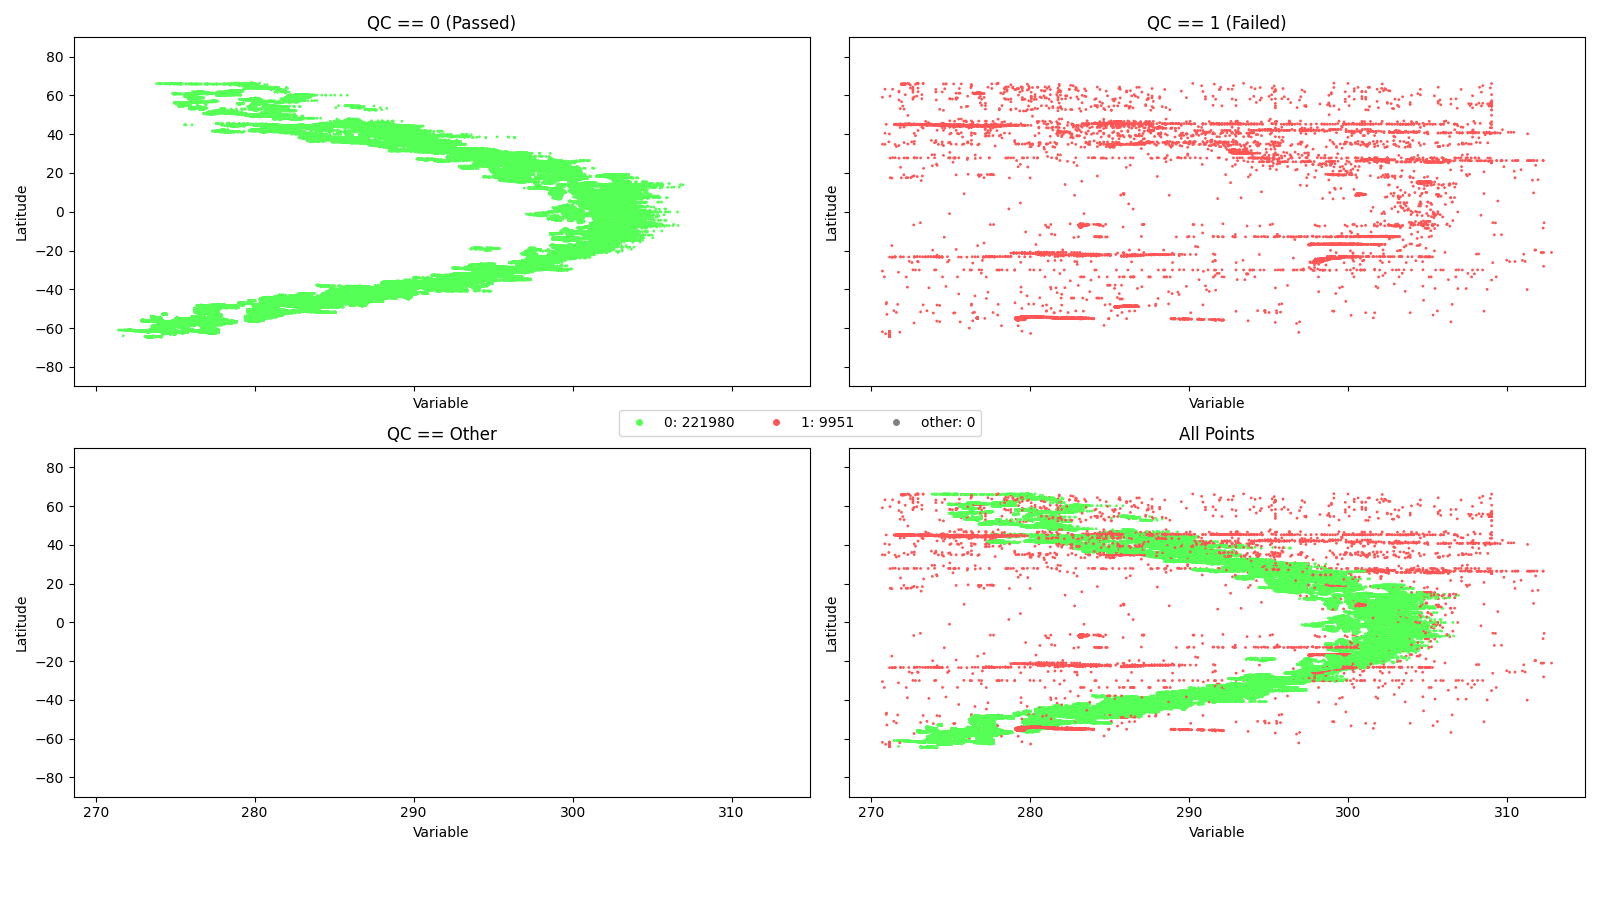 QC == 0 (Passed)
QC == 1 (Failed)
80
60
40
20
0
−20
−40
−60
−80
Latitude
Latitude
Variable
Variable
0: 221980
1: 9951
other: 0
QC == Other
All Points
80
60
40
20
0
−20
−40
−60
−80
Latitude
Latitude
270
280
290
300
310
270
280
290
300
310
Variable
Variable